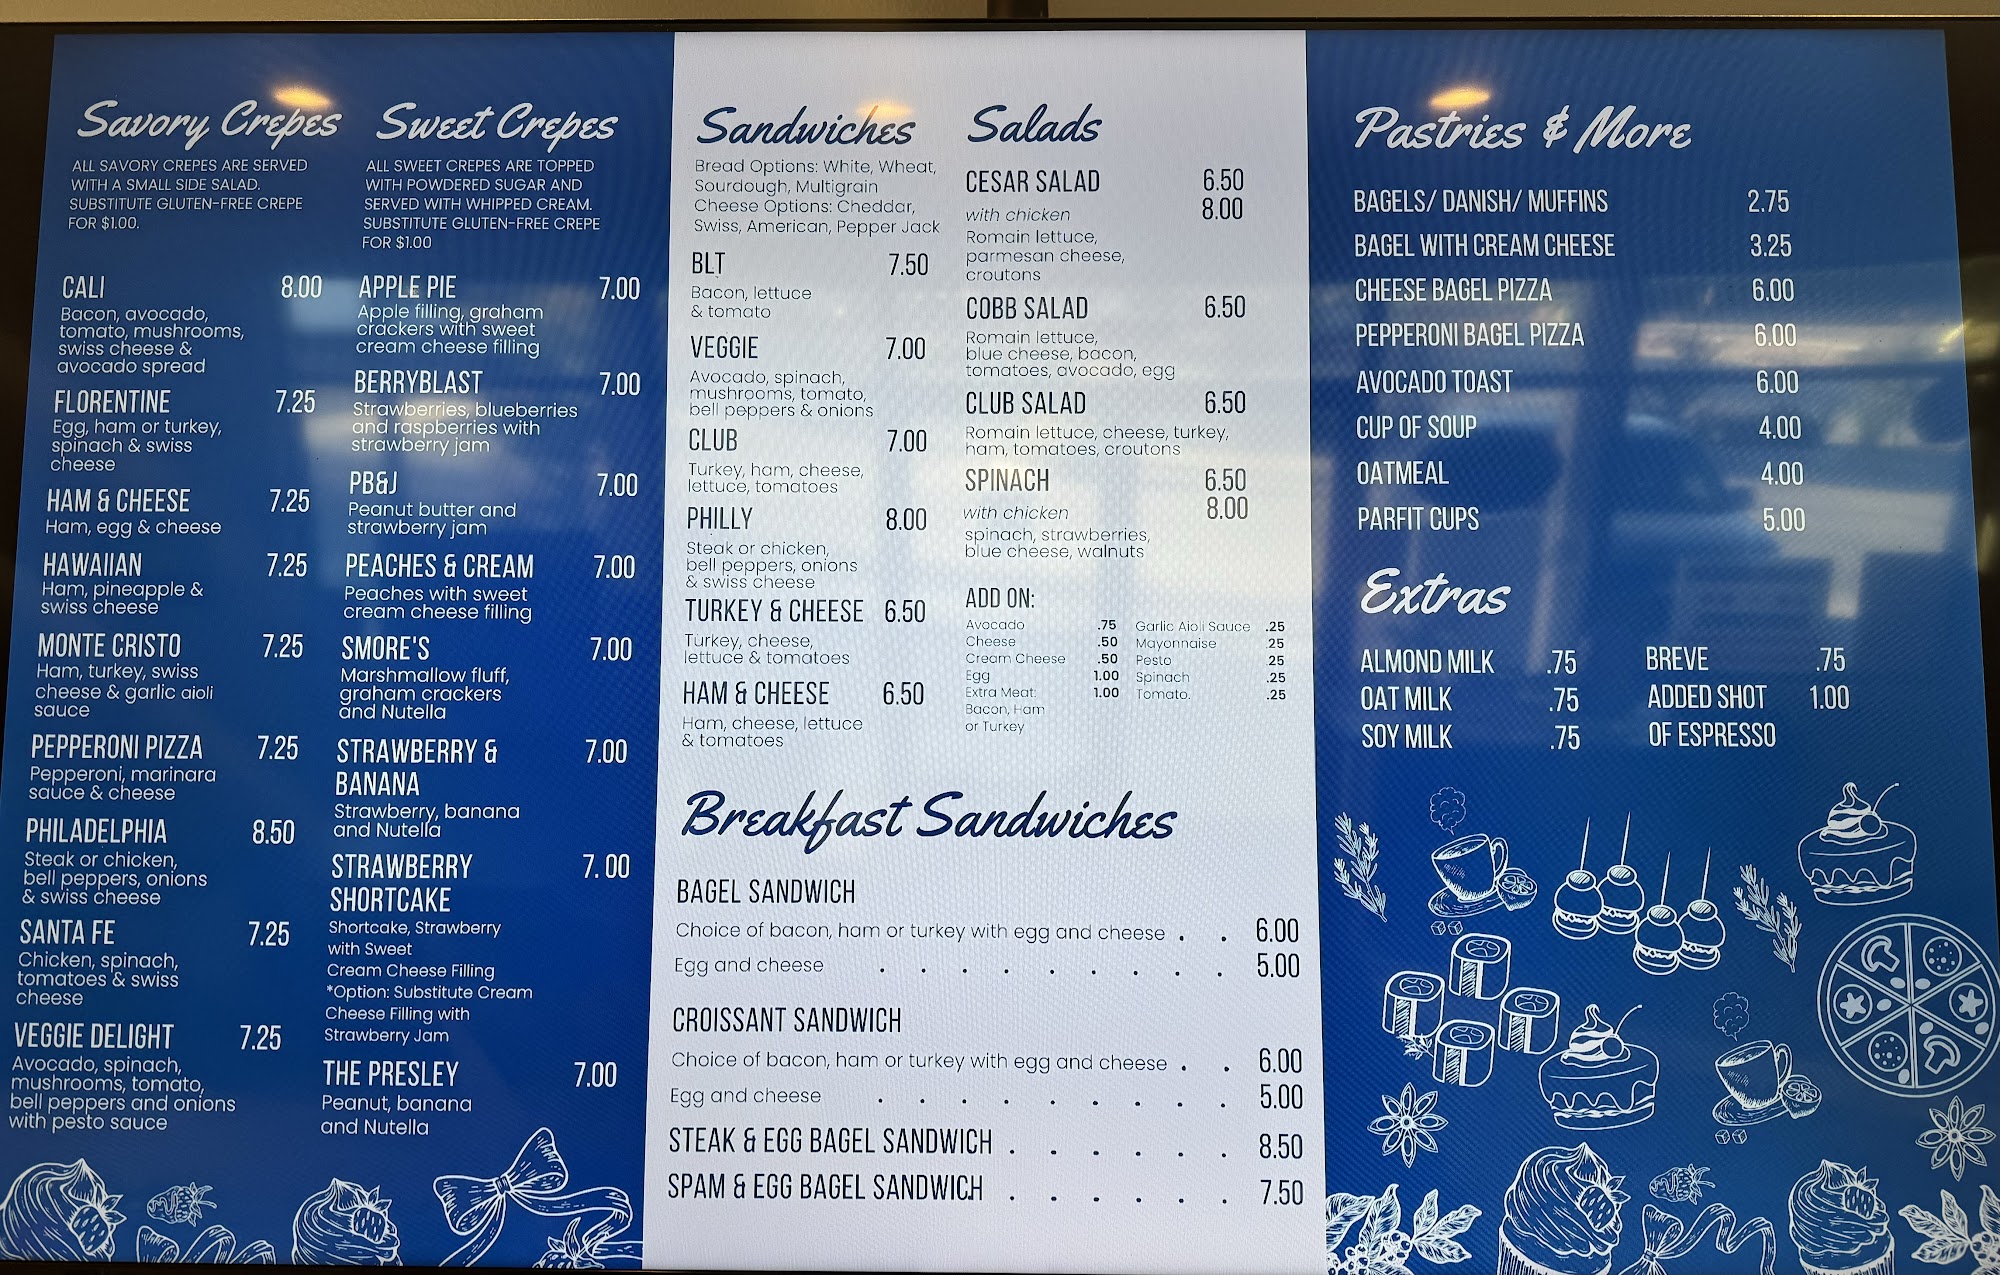 Savory Crepes
ALL SAVORY CREPES ARE SERVED
WITH A SMALL SIDE SALAD.
SUBSTITUTE GLUTEN-FREE CREPE
FOR $1.00.
CALI 8.00
Bacon, avocado,
tomato, mushrooms,
swiss cheese &
avocado spread
FLORENTINE 7.25
Egg, ham or turkey,
spinach & swiss
cheese
HAM & CHEESE 7.25
Ham, egg & cheese
HAWAIIAN 7.25
Ham, pineapple &
swiss cheese
MONTE CRISTO 7.25
Ham, turkey, swiss
cheese & garlic aioli
sauce
PEPPERONI PIZZA 7.25
Pepperoni, marinara
sauce & cheese
PHILADELPHIA 8.50
Steak or chicken,
bell peppers, onions
& swiss cheese
SANTA FE 7.25
Chicken, spinach,
tomatoes & swiss
cheese
VEGGIE DELIGHT 7.25
Avocado, spinach,
mushrooms, tomato,
bell peppers and onions
with pesto sauce
Sweet Crepes
ALL SWEET CREPES ARE TOPPED
WITH POWDERED SUGAR AND
SERVED WITH WHIPPED CREAM.
SUBSTITUTE GLUTEN-FREE CREPE
FOR $1.00
APPLE PIE 7.00
Apple filling, graham
crackers with sweet
cream cheese filling
BERRYBLAST 7.00
Strawberries, blueberries
and raspberries with
strawberry jam
PB&J 7.00
Peanut butter and
strawberry jam
PEACHES & CREAM 7.00
Peaches with sweet
cream cheese filling
SMORE'S 7.00
Marshmallow fluff,
graham crackers
and Nutella
STRAWBERRY & 7.00
BANANA
Strawberry, banana
and Nutella
STRAWBERRY 7. 00
SHORTCAKE
Shortcake, Strawberry
with Sweet
Cream Cheese Filling
*Option: Substitute Cream
Cheese Filling with
Strawberry Jam
THE PRESLEY 7.00
Peanut, banana
and Nutella
Sandwiches
Bread Options: White, Wheat,
Sourdough, Multigrain
Cheese Options: Cheddar,
Swiss, American, Pepper Jack
BLT 7.50
Bacon, lettuce
& tomato
VEGGIE 7.00
Avocado, spinach,
mushrooms, tomato,
bell peppers & onions
CLUB 7.00
Turkey, ham, cheese,
lettuce, tomatoes
PHILLY 8.00
Steak or chicken,
bell peppers, onions
& swiss cheese
TURKEY & CHEESE 6.50
Turkey, cheese,
lettuce & tomatoes
HAM & CHEESE 6.50
Ham, cheese, lettuce
& tomatoes
Salads
CESAR SALAD 6.50
with chicken 8.00
Romain lettuce,
parmesan cheese,
croutons
COBB SALAD 6.50
Romain lettuce,
blue cheese, bacon,
tomatoes, avocado, egg
CLUB SALAD 6.50
Romain lettuce, cheese, turkey,
ham, tomatoes, croutons
SPINACH 6.50
with chicken 8.00
spinach, strawberries,
blue cheese, walnuts
ADD ON:
Avocado .75 Garlic Aioli Sauce .25
Cheese .50 Mayonnaise .25
Cream Cheese .50 Pesto .25
Egg 1.00 Spinach .25
Extra Meat: 1.00 Tomato. .25
Bacon, Ham
or Turkey
Breakfast Sandwiches
BAGEL SANDWICH
Choice of bacon, ham or turkey with egg and cheese . . 6.00
Egg and cheese . . . . . . . . . 5.00
CROISSANT SANDWICH
Choice of bacon, ham or turkey with egg and cheese . . 6.00
Egg and cheese . . . . . . . . . 5.00
STEAK & EGG BAGEL SANDWICH . . . . . . 8.50
SPAM & EGG BAGEL SANDWICH . . . . . . 7.50
Pastries & More
BAGELS/ DANISH/ MUFFINS 2.75
BAGEL WITH CREAM CHEESE 3.25
CHEESE BAGEL PIZZA 6.00
PEPPERONI BAGEL PIZZA 6.00
AVOCADO TOAST 6.00
CUP OF SOUP 4.00
OATMEAL 4.00
PARFIT CUPS 5.00
Extras
ALMOND MILK .75 BREVE .75
OAT MILK .75 ADDED SHOT 1.00
SOY MILK .75 OF ESPRESSO